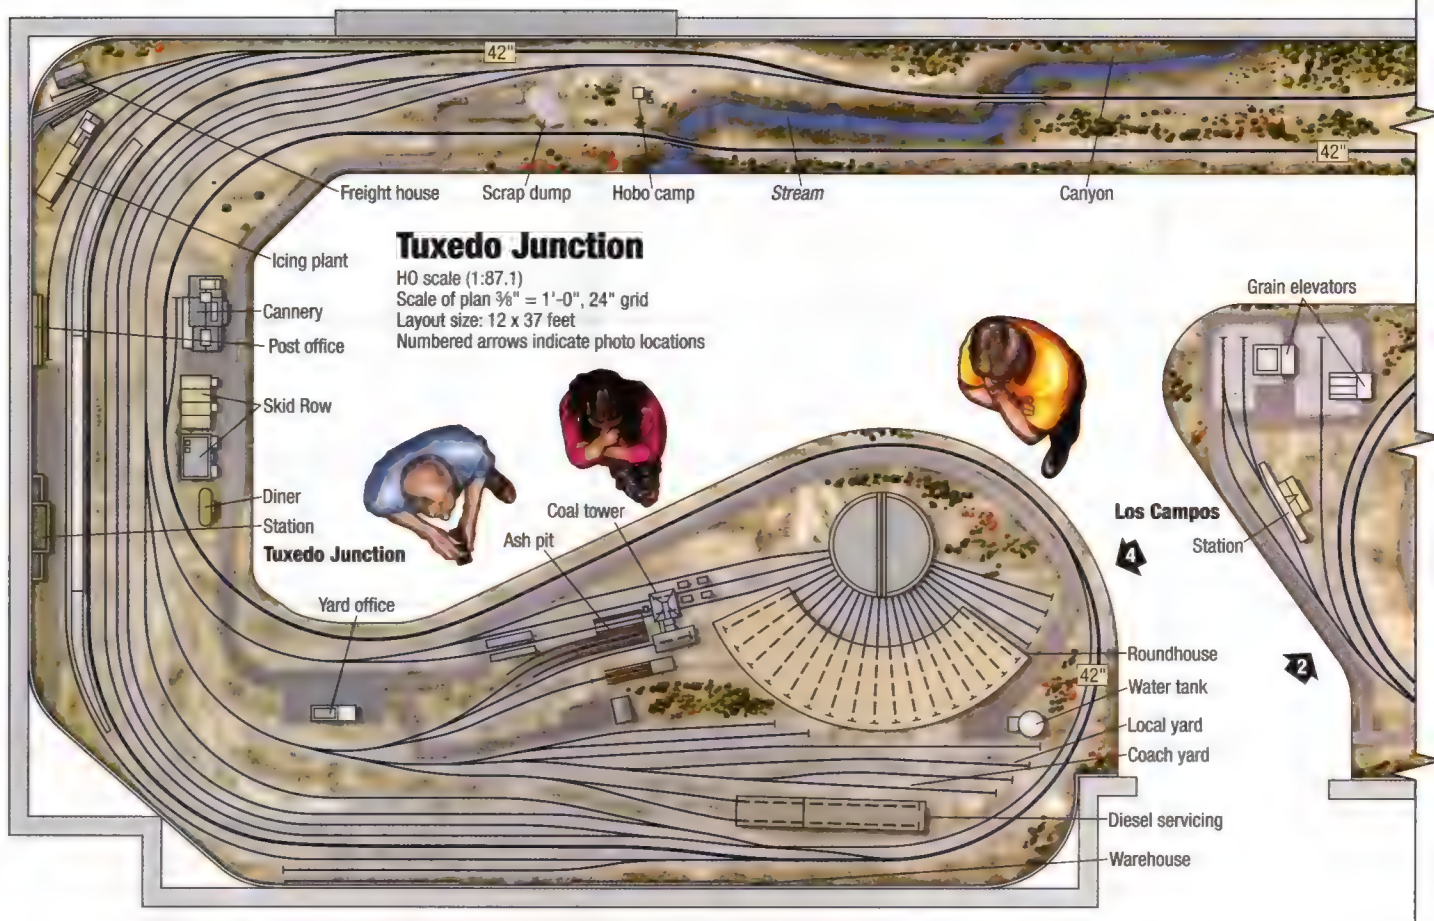 42"
42"
Freight house
Scrap dump
Hobo camp
Stream
Canyon
Tuxedo Junction
HO scale (1:87.1)
Scale of plan ⅜" = 1'-0", 24" grid
Layout size: 12 x 37 feet
Numbered arrows indicate photo locations
Icing plant
Cannery
Post office
Skid Row
Diner
Station
Tuxedo Junction
Grain elevators
Los Campos
Station
4
2
Coal tower
Ash pit
Yard office
Roundhouse
42"
Water tank
Local yard
Coach yard
Diesel servicing
Warehouse